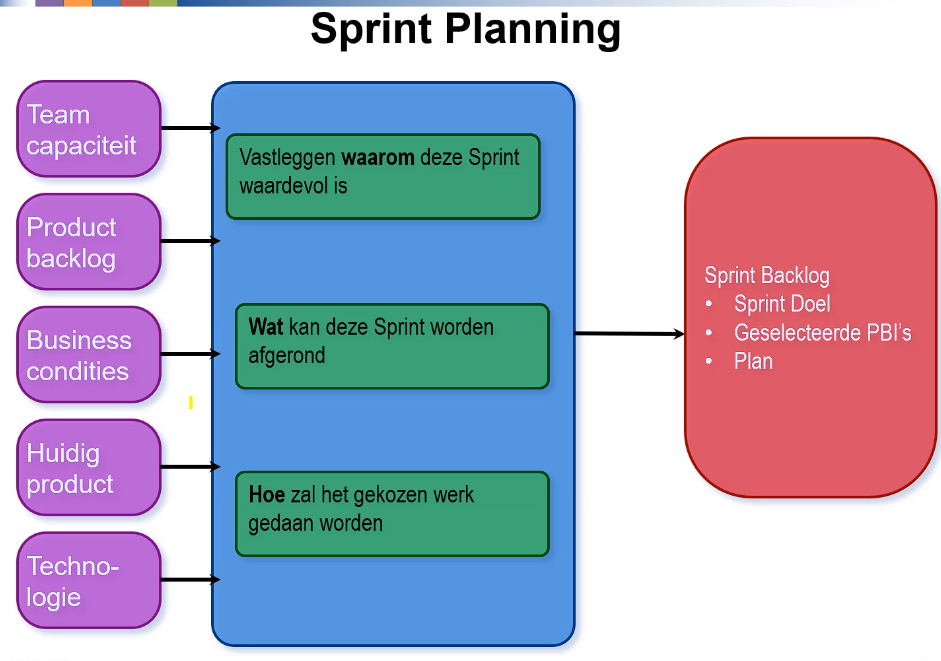 Sprint Planning
Team
capaciteit
Product
backlog
Business
condities
Huidig
product
Techno-
logie
Vastleggen waarom deze Sprint
waardevol is
Wat kan deze Sprint worden
afgerond
Hoe zal het gekozen werk
gedaan worden
Sprint Backlog
• Sprint Doel
• Geselecteerde PBI’s
• Plan